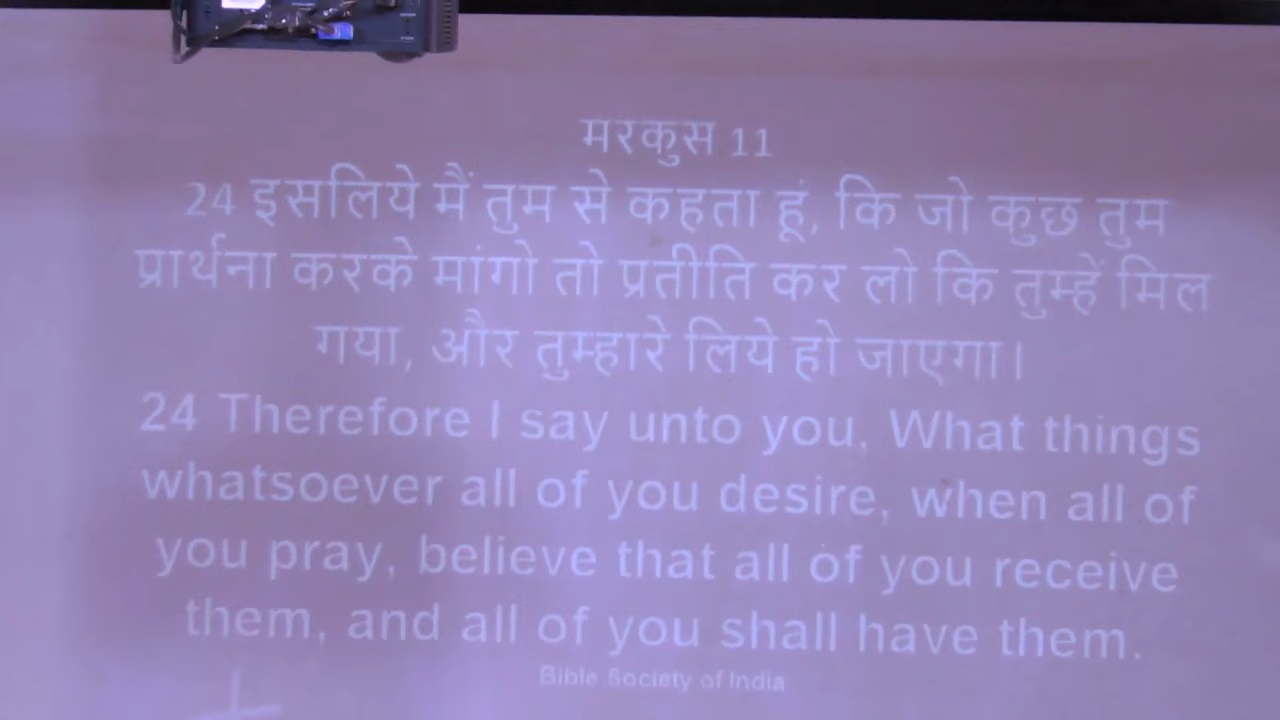 मरकुस 11
24 इसलिये मैं तुम से कहता हूं, कि जो कुछ तुम
प्रार्थना करके मांगो तो प्रतीति कर लो कि तुम्हें मिल
गया, और तुम्हारे लिये हो जाएगा।
24 Therefore I say unto you, What things
whatsoever all of you desire, when all of
you pray, believe that all of you receive
them, and all of you shall have them.
Bible Society of India